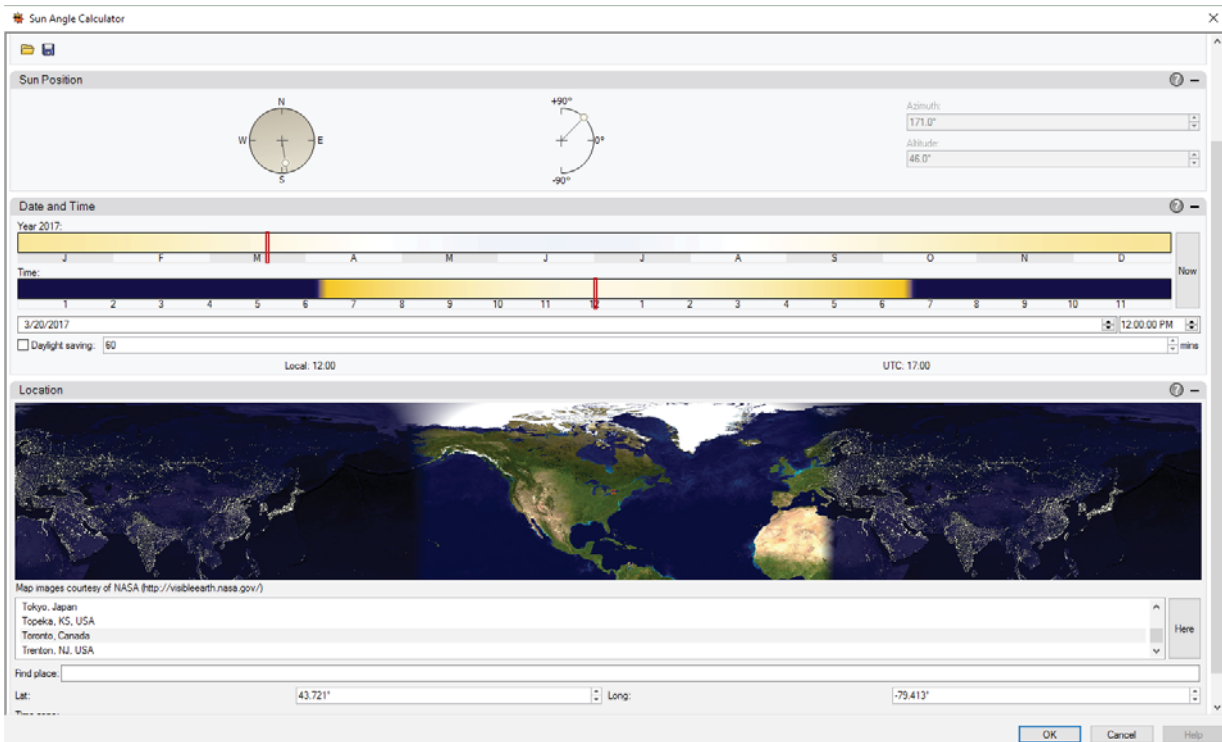 Sun Angle Calculator
Sun Position
N
W
E
S
+90°
0°
-90°
Azimuth:
171.0°
Altitude:
46.0°
Date and Time
Year 2017:
J F M A M J J A S O N D
Now
Time:
1 2 3 4 5 6 7 8 9 10 11 12 1 2 3 4 5 6 7 8 9 10 11
3/20/2017 12:00:00 PM
Daylight saving: 60 mins
Local: 12:00 UTC: 17:00
Location
Map images courtesy of NASA (http://visibleearth.nasa.gov/)
Tokyo, Japan
Topeka, KS, USA
Toronto, Canada
Trenton, NJ, USA
Here
Find place:
Lat: 43.721° Long: -79.413°
Time zone:
OK Cancel Help